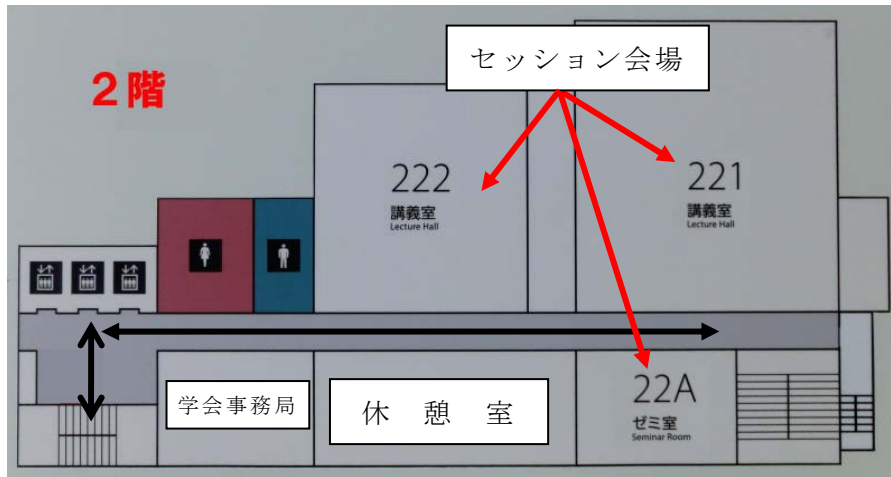 セッション会場
2階
222
講義室
Lecture Hall
221
講義室
Lecture Hall
学会事務局
休憩室
22A
ゼミ室
Seminar Room